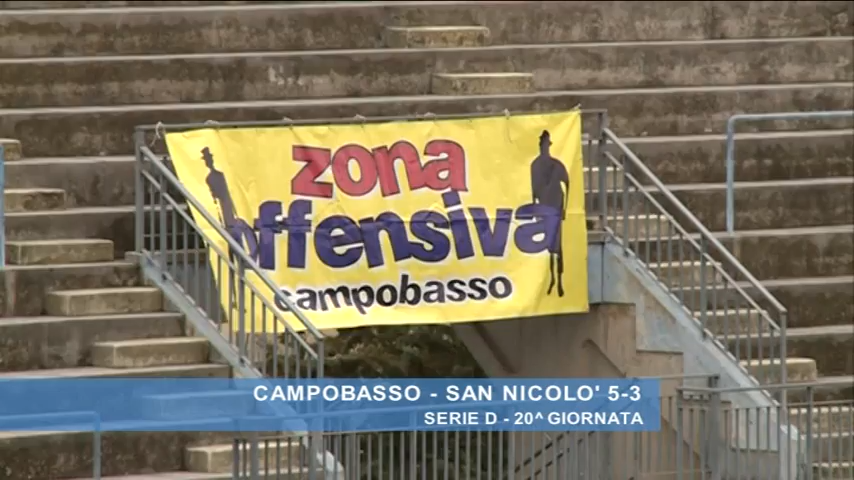 zona
offensiva
campobasso
CAMPOBASSO - SAN NICOLO' 5-3
SERIE D - 20^ GIORNATA